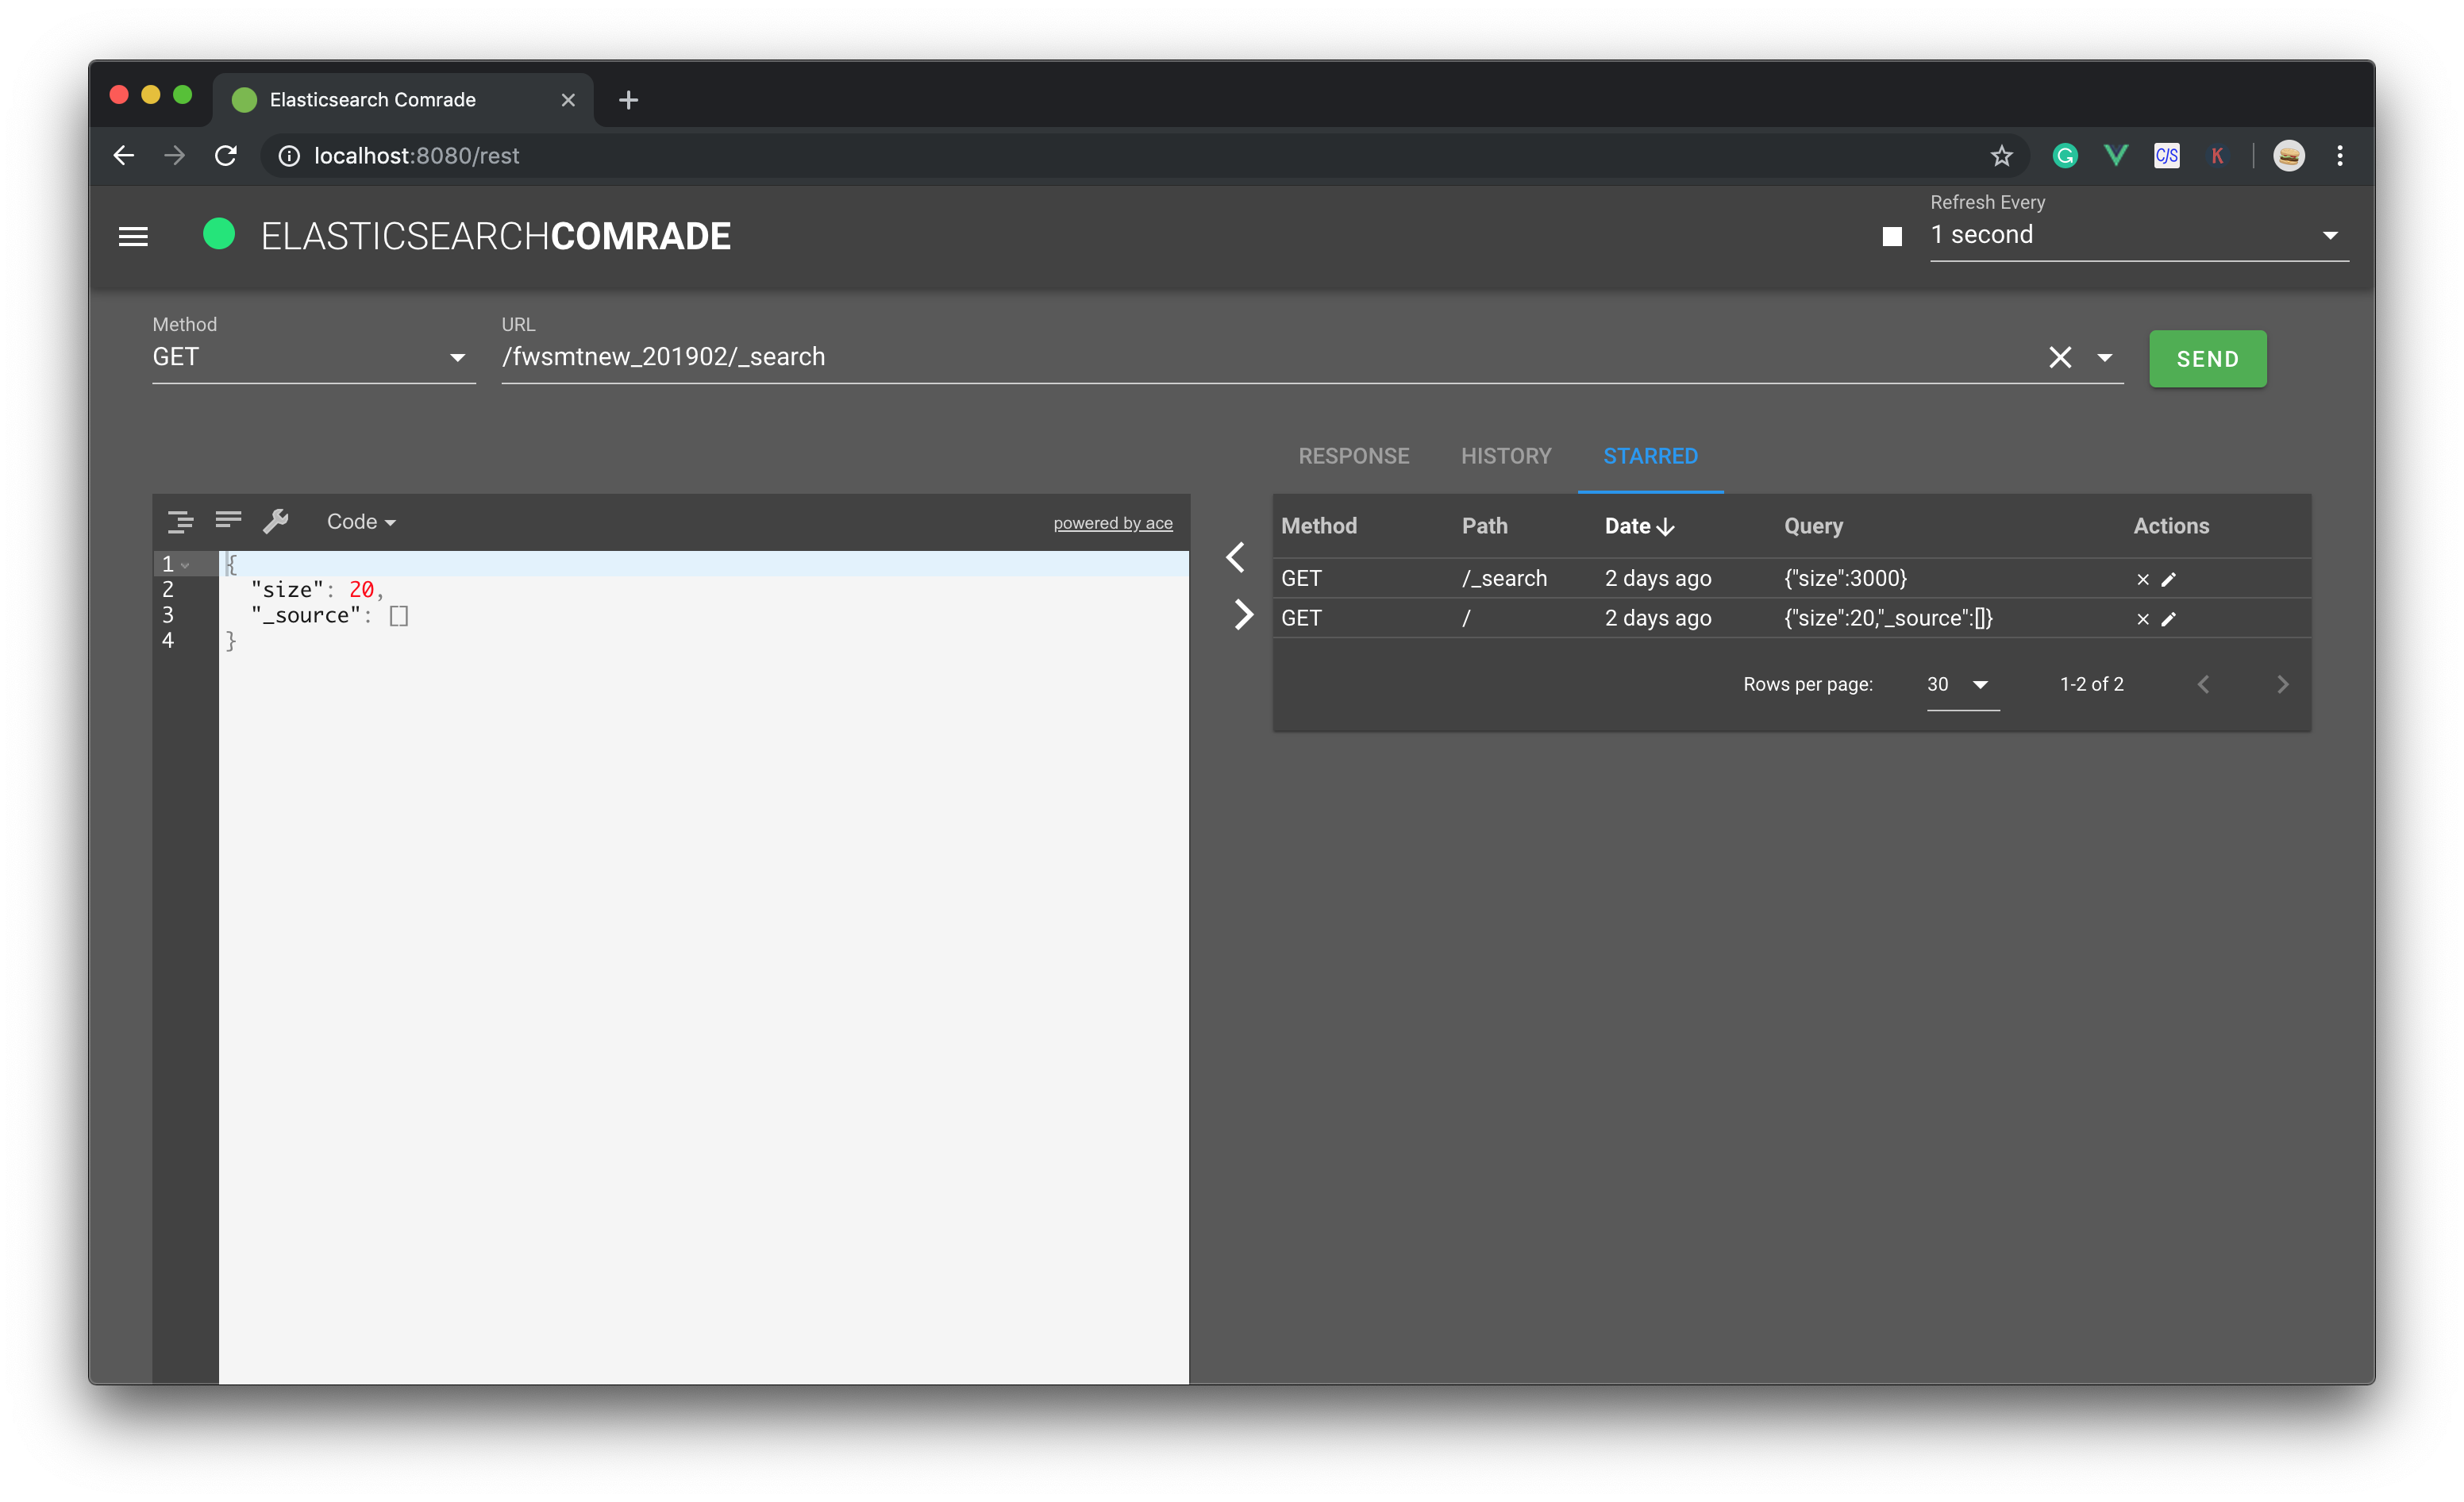 Elasticsearch Comrade
localhost:8080/rest
C/S
K
ELASTICSEARCHCOMRADE
Refresh Every
1 second
Method
GET
URL
/fwsmtnew_201902/_search
SEND
RESPONSE HISTORY STARRED
Code
powered by ace
1 {
2 "size": 20,
3 "_source": []
4 }
Method Path Date Query Actions
GET /_search 2 days ago {"size":3000}
GET / 2 days ago {"size":20,"_source":[]}
Rows per page: 30 1-2 of 2